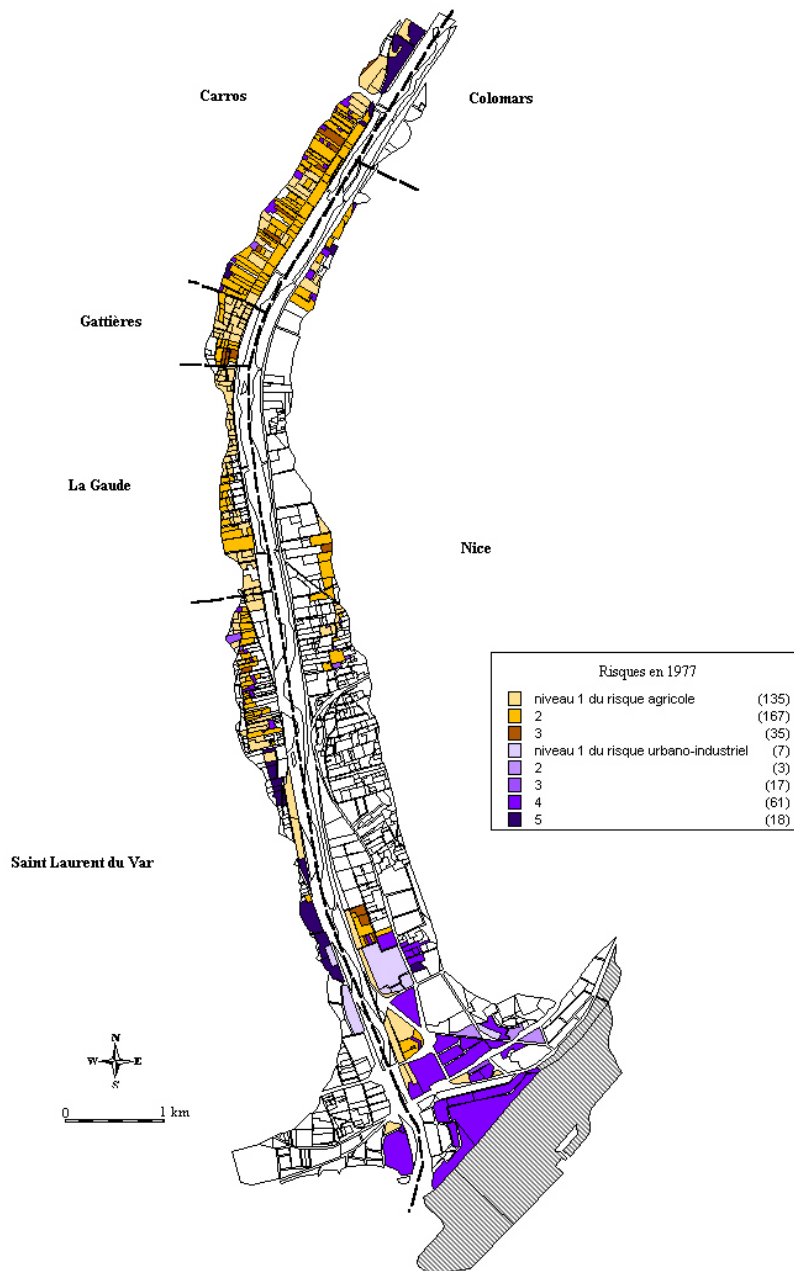 Carros
Colomars
Gattières
La Gaude
Nice
Risques en 1977
niveau 1 du risque agricole (135)
2 (167)
3 (35)
niveau 1 du risque urbano-industriel (7)
2 (3)
3 (17)
4 (61)
5 (18)
Saint Laurent du Var
N
W E
S
0 1 km